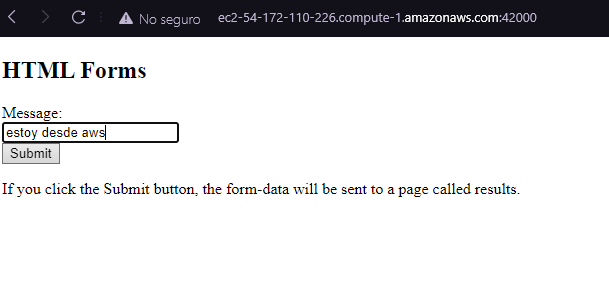 No seguro ec2-54-172-110-226.compute-1.amazonaws.com:42000
HTML Forms
Message:
estoy desde aws
Submit
If you click the Submit button, the form-data will be sent to a page called results.